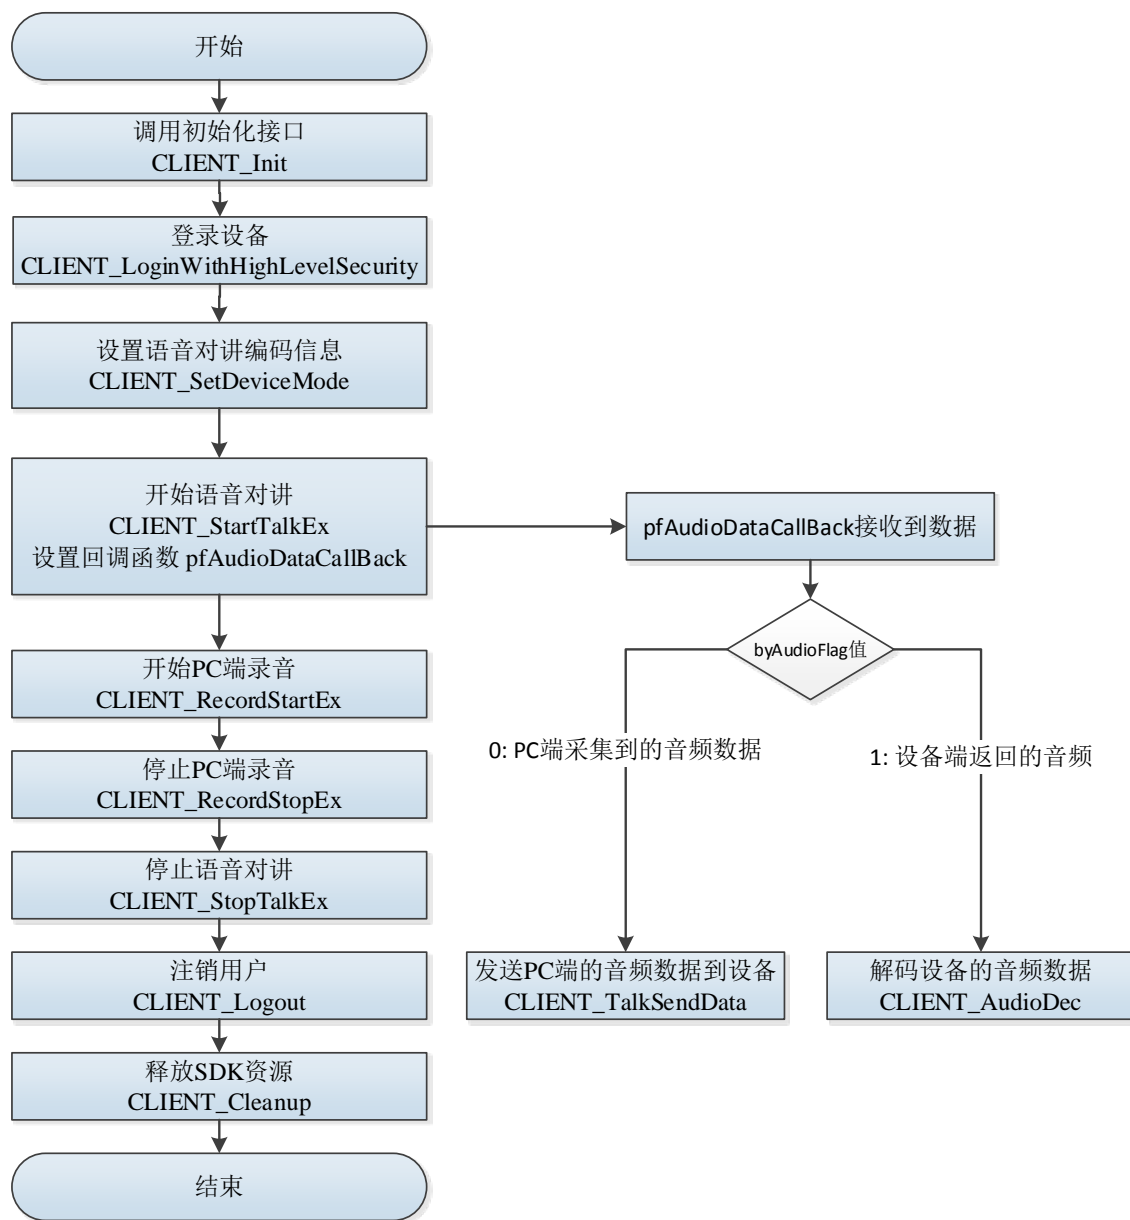 开始
调用初始化接口
CLIENT_Init
登录设备
CLIENT_LoginWithHighLevelSecurity
设置语音对讲编码信息
CLIENT_SetDeviceMode
开始语音对讲
CLIENT_StartTalkEx
设置回调函数 pfAudioDataCallBack
pfAudioDataCallBack接收到数据
byAudioFlag值
0: PC端采集到的音频数据
1: 设备端返回的音频
发送PC端的音频数据到设备
CLIENT_TalkSendData
解码设备的音频数据
CLIENT_AudioDec
开始PC端录音
CLIENT_RecordStartEx
停止PC端录音
CLIENT_RecordStopEx
停止语音对讲
CLIENT_StopTalkEx
注销用户
CLIENT_Logout
释放SDK资源
CLIENT_Cleanup
结束